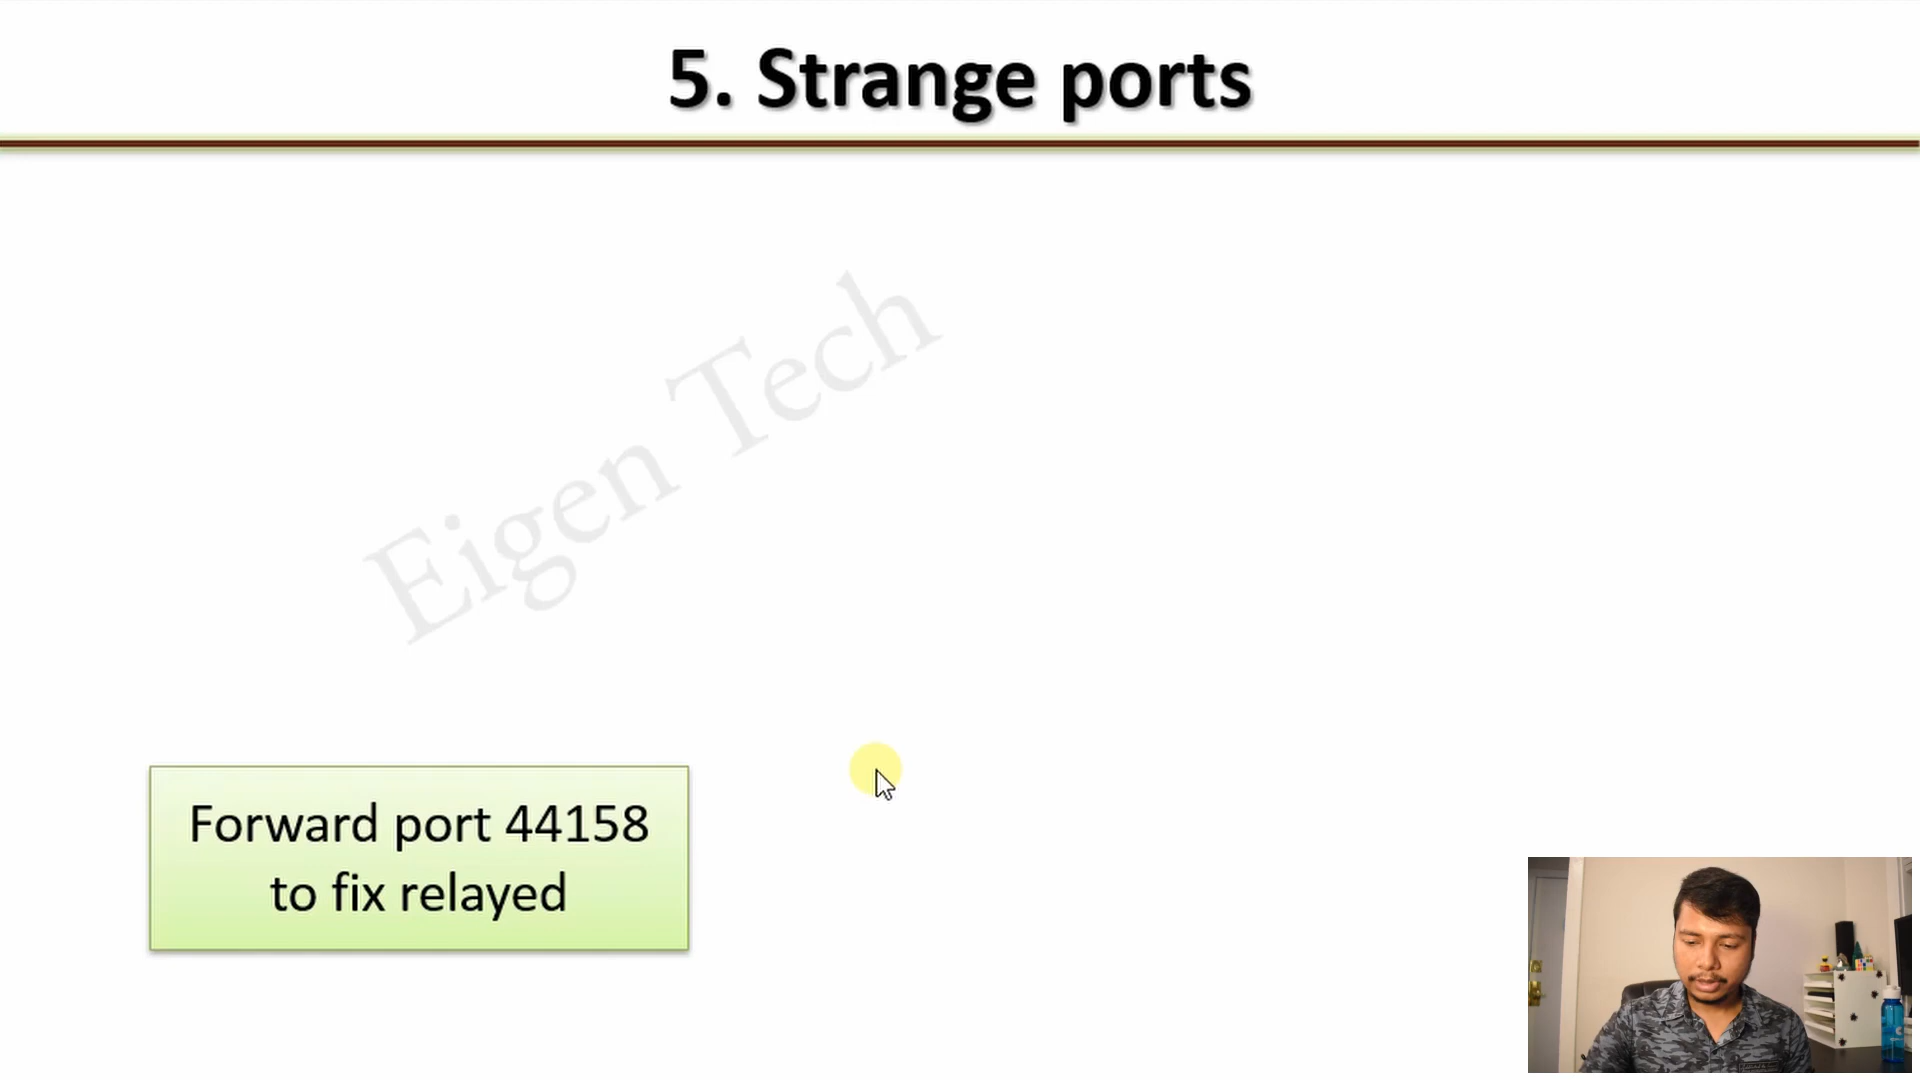 5. Strange ports
Eigen Tech
Forward port 44158
to fix relayed